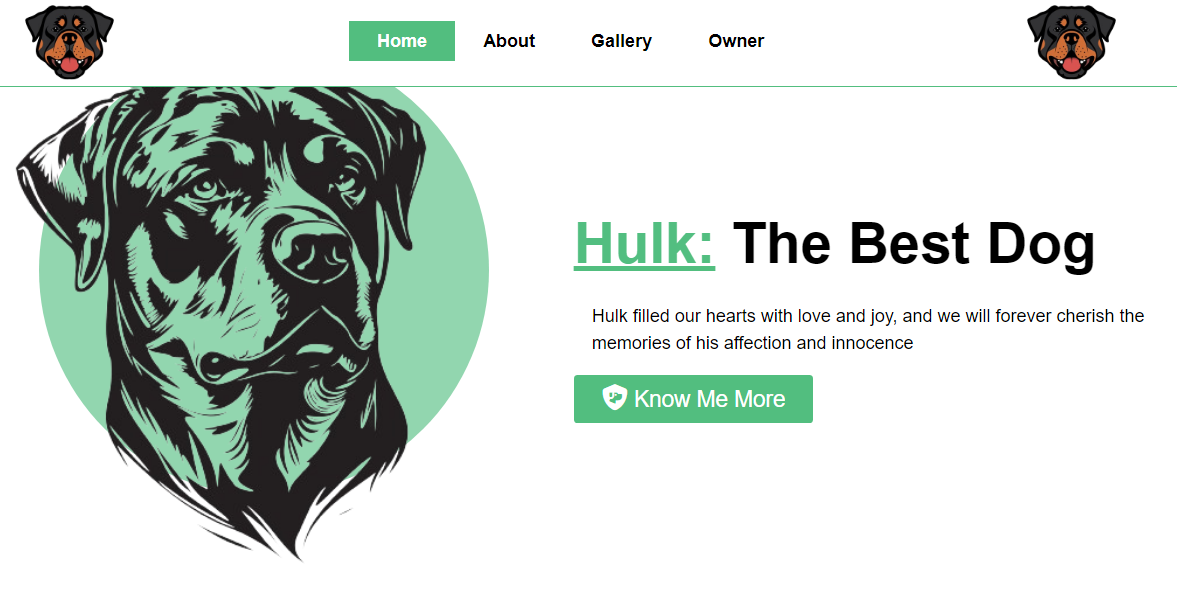 Home About Gallery Owner
Hulk: The Best Dog
Hulk filled our hearts with love and joy, and we will forever cherish the
memories of his affection and innocence
Know Me More